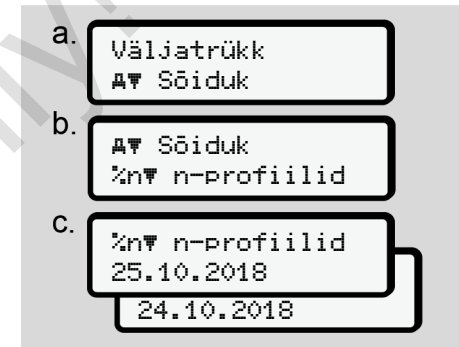 a.
Väljatrükk
A▼ Sõiduk
b.
A▼ Sõiduk
%n▼ n-profiilid
c.
%n▼ n-profiilid
25.10.2018
24.10.2018